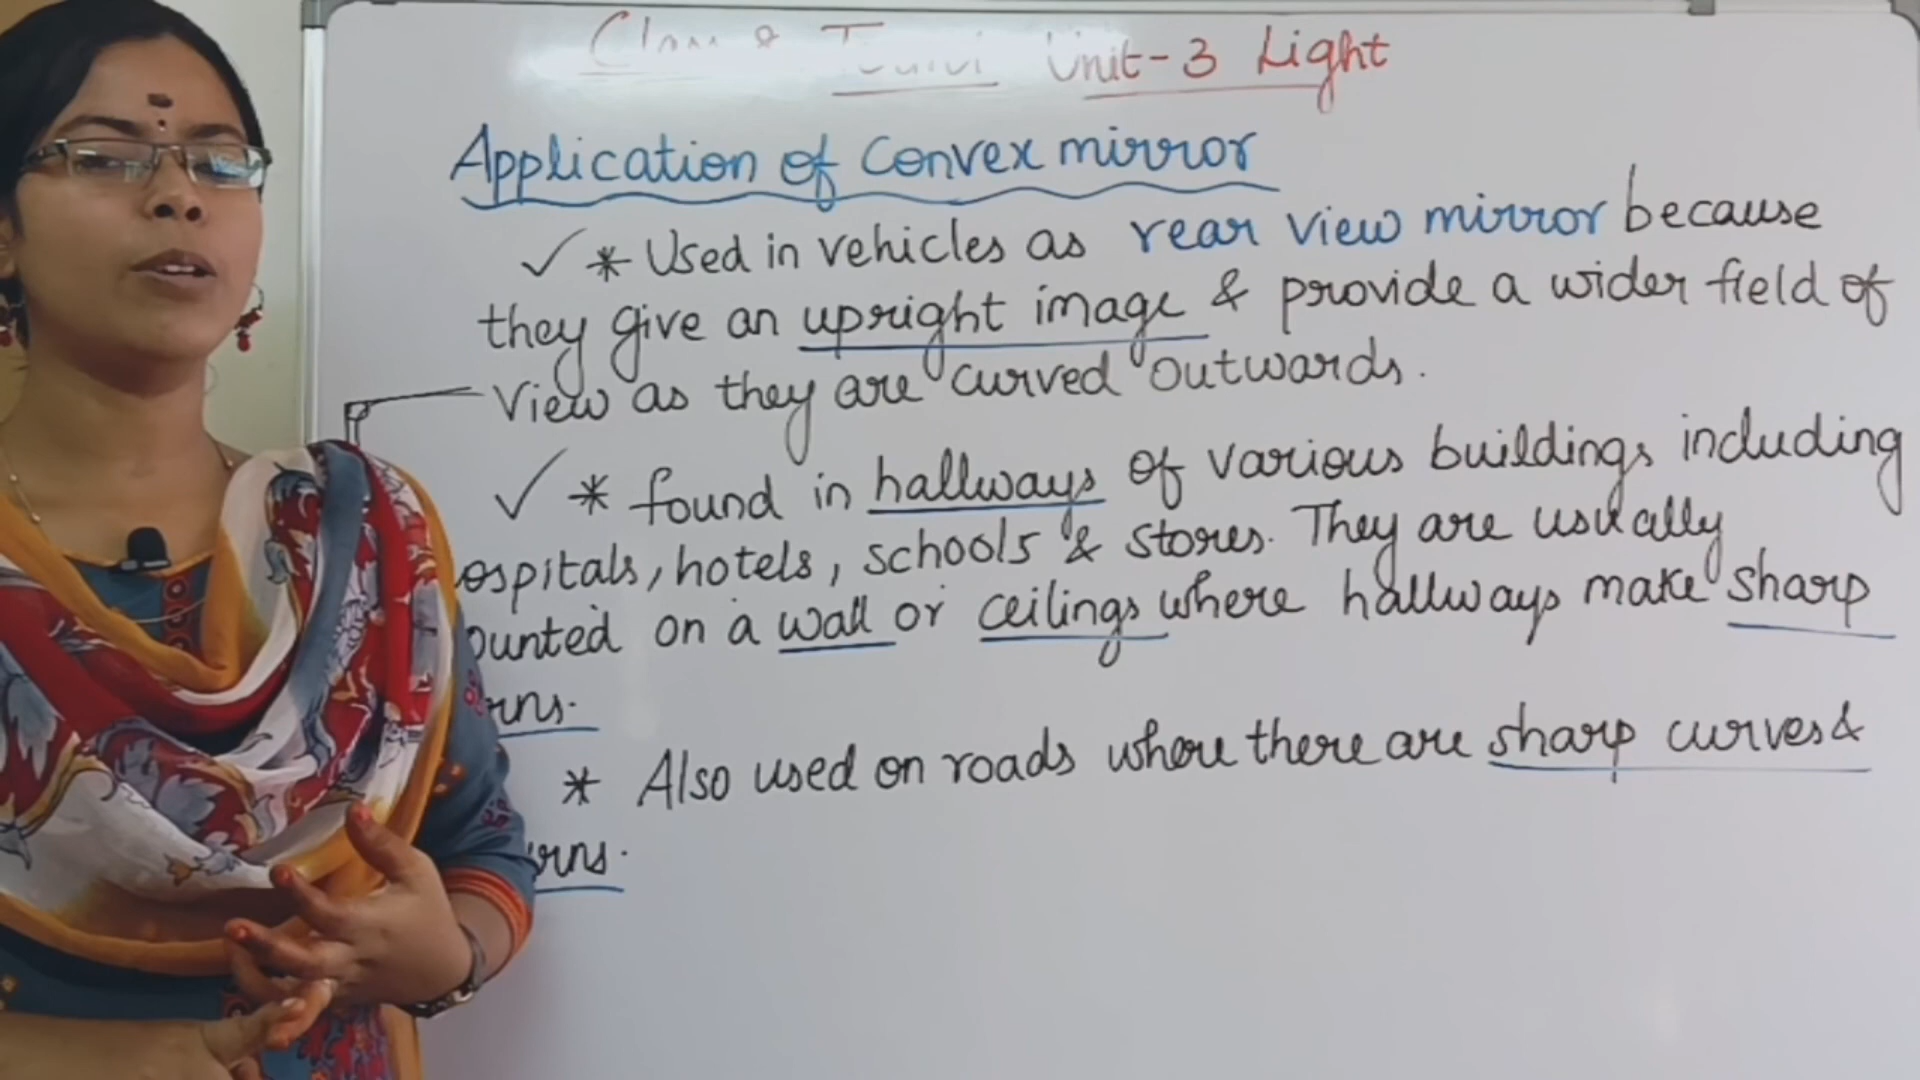 Class 8 Unit-3 Light
Application of Convex mirror
✓ * Used in vehicles as rear view mirror because
they give an upright image & provide a wider field of
view as they are curved outwards.
✓ * found in hallways of various buildings including
ospitals, hotels, schools & stores. They are usually
ounted on a wall or ceilings where hallways make sharp
rns.
* Also used on roads where there are sharp curves &
urns.